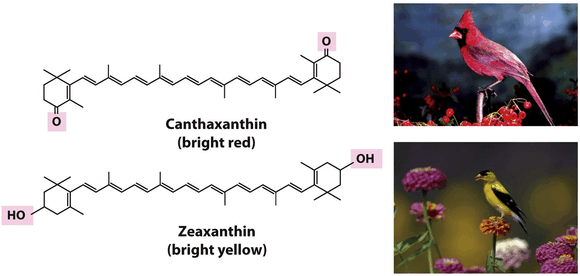 O
O
Canthaxanthin
(bright red)
OH
HO
Zeaxanthin
(bright yellow)